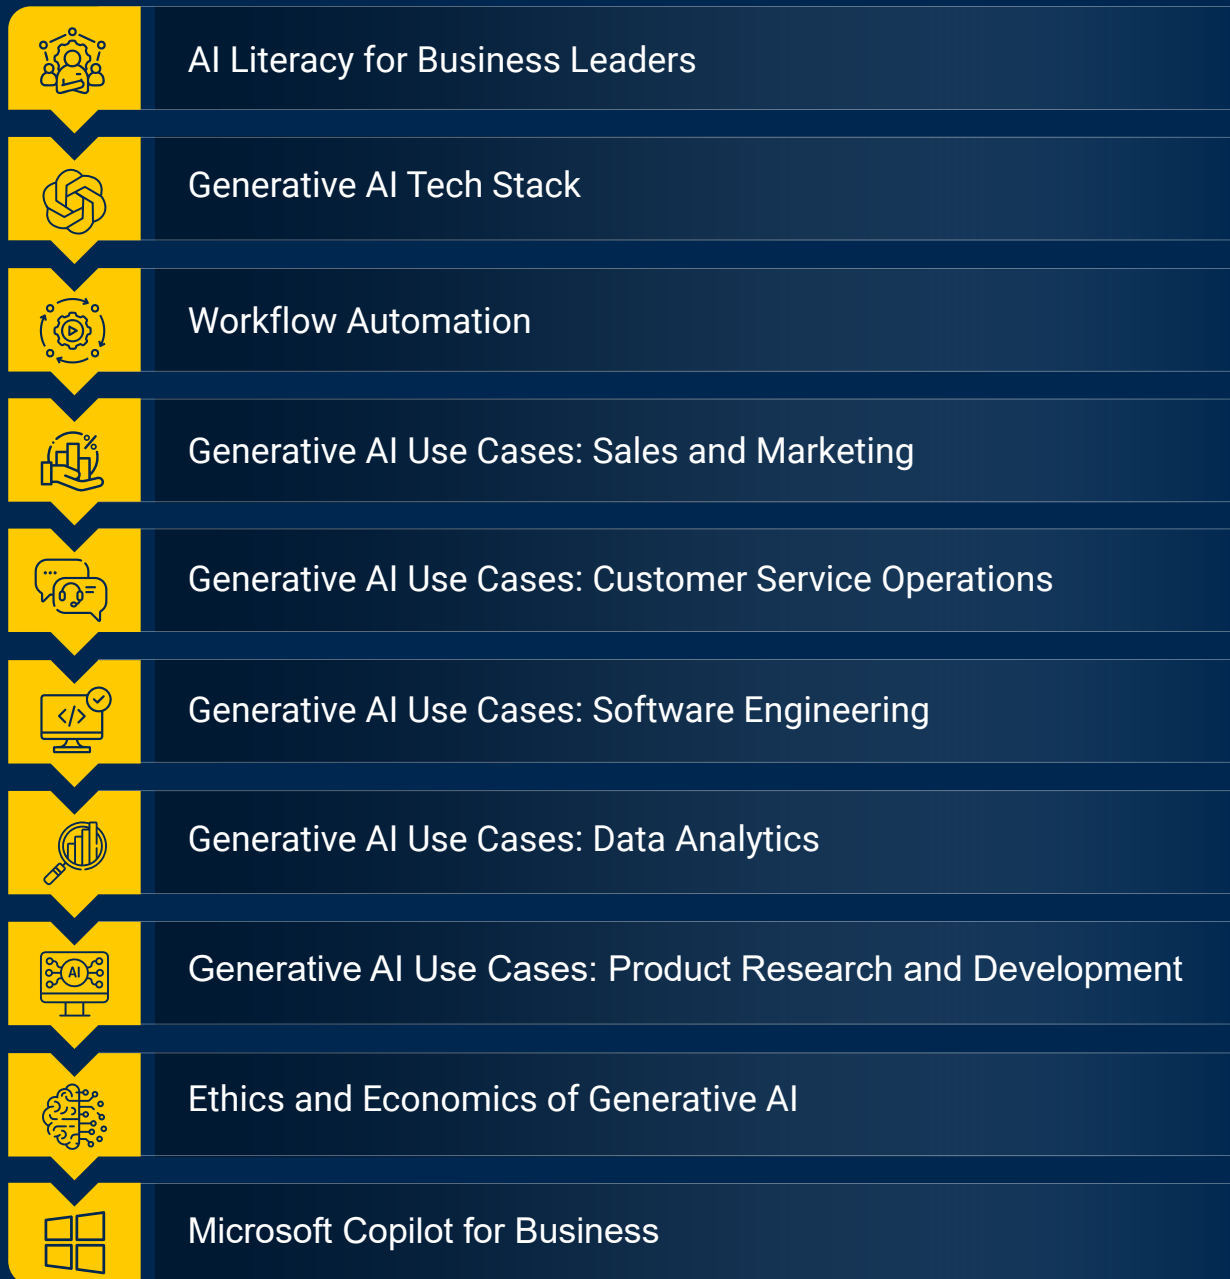 AI Literacy for Business Leaders
Generative AI Tech Stack
Workflow Automation
%
Generative AI Use Cases: Sales and Marketing
Generative AI Use Cases: Customer Service Operations
</>
Generative AI Use Cases: Software Engineering
Generative AI Use Cases: Data Analytics
AI
Generative AI Use Cases: Product Research and Development
Ethics and Economics of Generative AI
Microsoft Copilot for Business